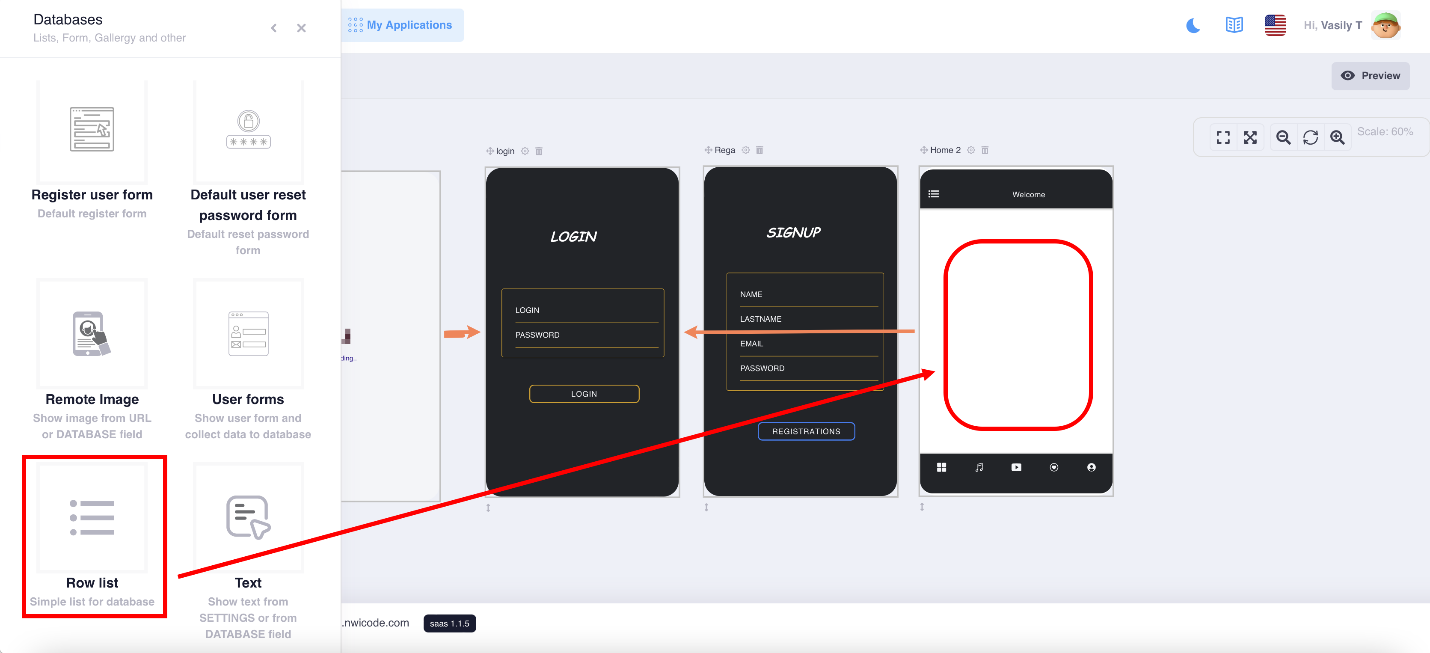 Databases
Lists, Form, Gallergy and other
My Applications
Hi, Vasily T
Preview
Scale: 60%
Register user form
Default register form
Default user reset
password form
Default reset password
form
Remote Image
Show image from URL
or DATABASE field
User forms
Show user form and
collect data to database
Row list
Simple list for database
Text
Show text from
SETTINGS or from
DATABASE field
ding.
login
LOGIN
LOGIN
PASSWORD
LOGIN
Rega
SIGNUP
NAME
LASTNAME
EMAIL
PASSWORD
REGISTRATIONS
Home 2
Welcome
.nwicode.com
saas 1.1.5